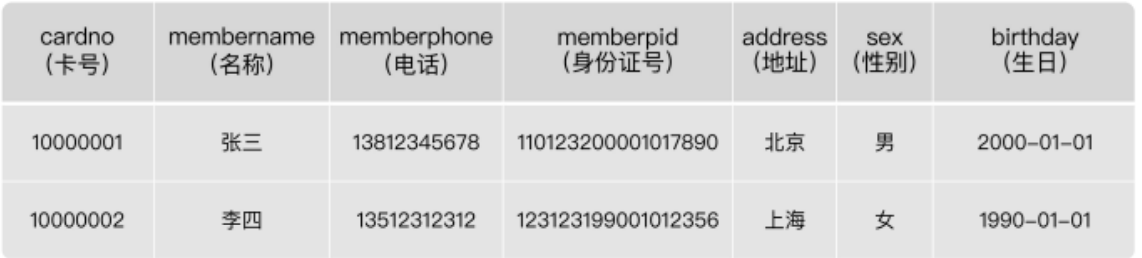 cardno membername memberphone memberpid address sex birthday
（卡号） （名称） （电话） （身份证号） （地址） （性别） （生日）
10000001 张三 13812345678 110123200001017890 北京 男 2000-01-01
10000002 李四 13512312312 123123199001012356 上海 女 1990-01-01